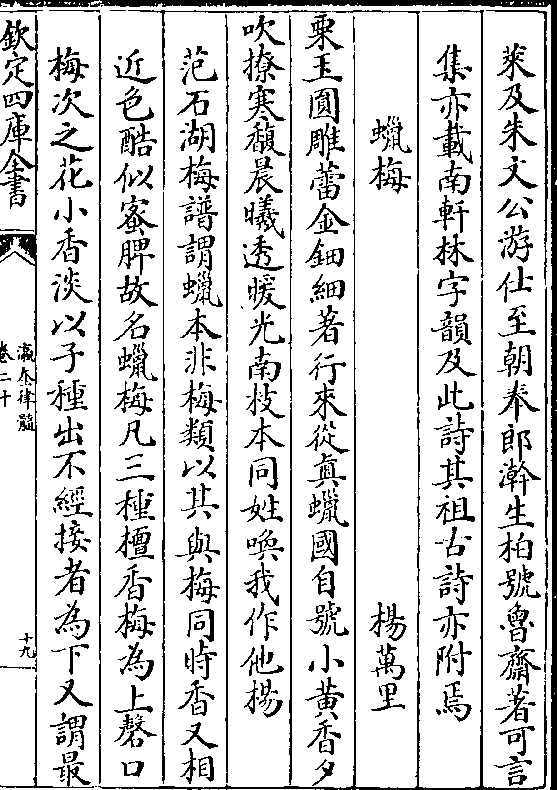 萊及朱文公游仕至朝奉郎瀚生柏號魯齋著可言
集亦載南軒林字韻及此詩其祖古詩亦附焉
蠟梅　楊萬里
栗玉圓雕蕾金鈿細著行來從真蠟國自號小黄香夕
吹撩寒馥晨曦透暖光南枝本同姓喚我作他楊
范石湖梅譜謂蠟本非梅類以其與梅同時香又相
近色酷似蜜脾故名蠟梅凡三種檀香梅為上磬口
梅次之花小香淡以子種出不經接者為下又謂最
欽定四庫全書
瀛奎律髓
卷二十
十九